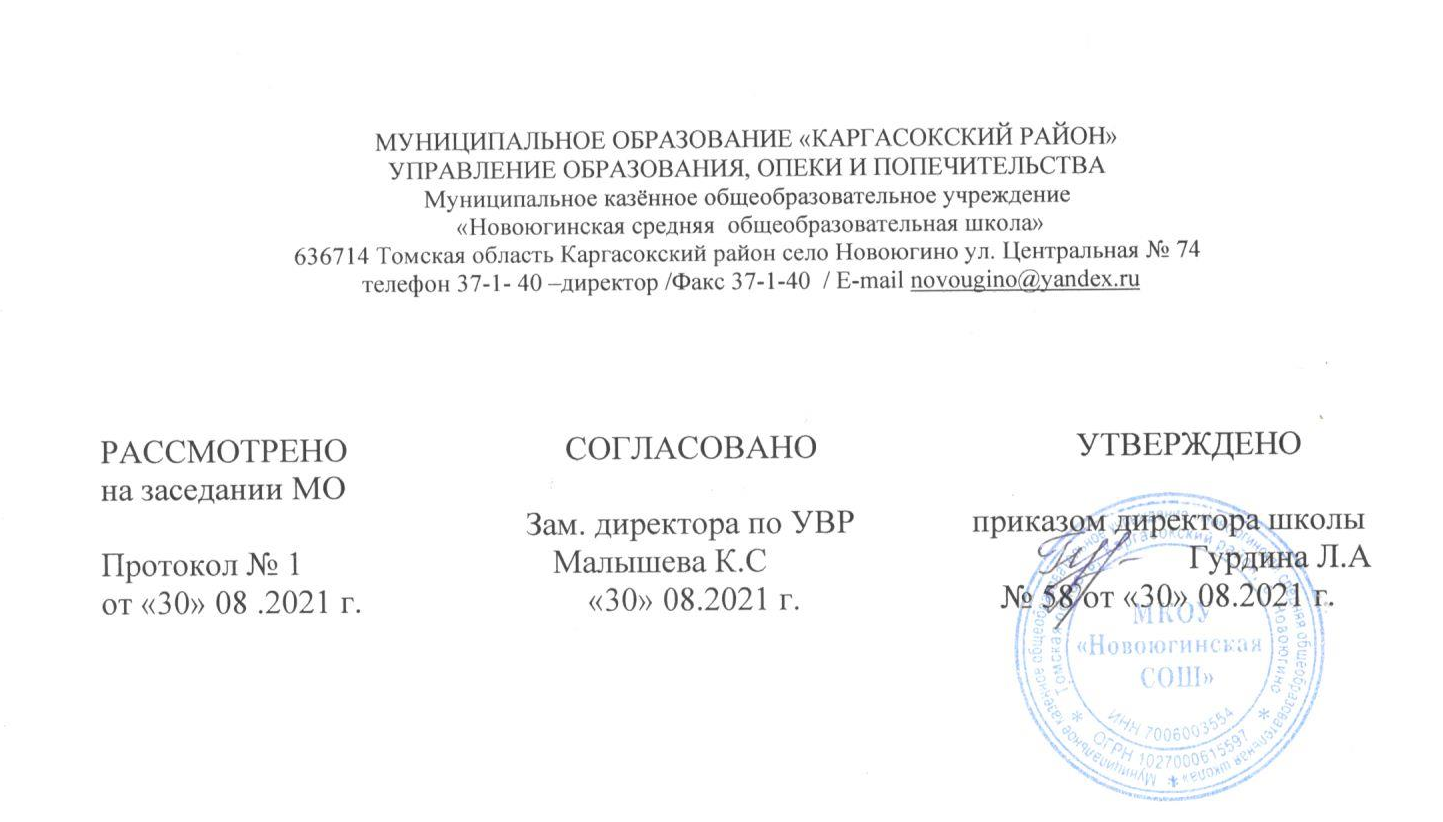 МУНИЦИПАЛЬНОЕ ОБРАЗОВАНИЕ «КАРГАСОКСКИЙ РАЙОН»
УПРАВЛЕНИЕ ОБРАЗОВАНИЯ, ОПЕКИ И ПОПЕЧИТЕЛЬСТВА
Муниципальное казённое общеобразовательное учреждение
«Новоюгинская средняя общеобразовательная школа»
636714 Томская область Каргасокский район село Новоюгино ул. Центральная № 74
телефон 37-1- 40 –директор /Факс 37-1-40 / E-mail novougino@yandex.ru
РАССМОТРЕНО
на заседании МО
Протокол № 1
от «30» 08 .2021 г.
СОГЛАСОВАНО
Зам. директора по УВР
Малышева К.С
«30» 08.2021 г.
УТВЕРЖДЕНО
приказом директора школы
Гурдина Л.А
№ 58 от «30» 08.2021 г.
МКОУ
«Новоюгинская
СОШ»
ИНН 7006003554
ОГРН 1027000615597